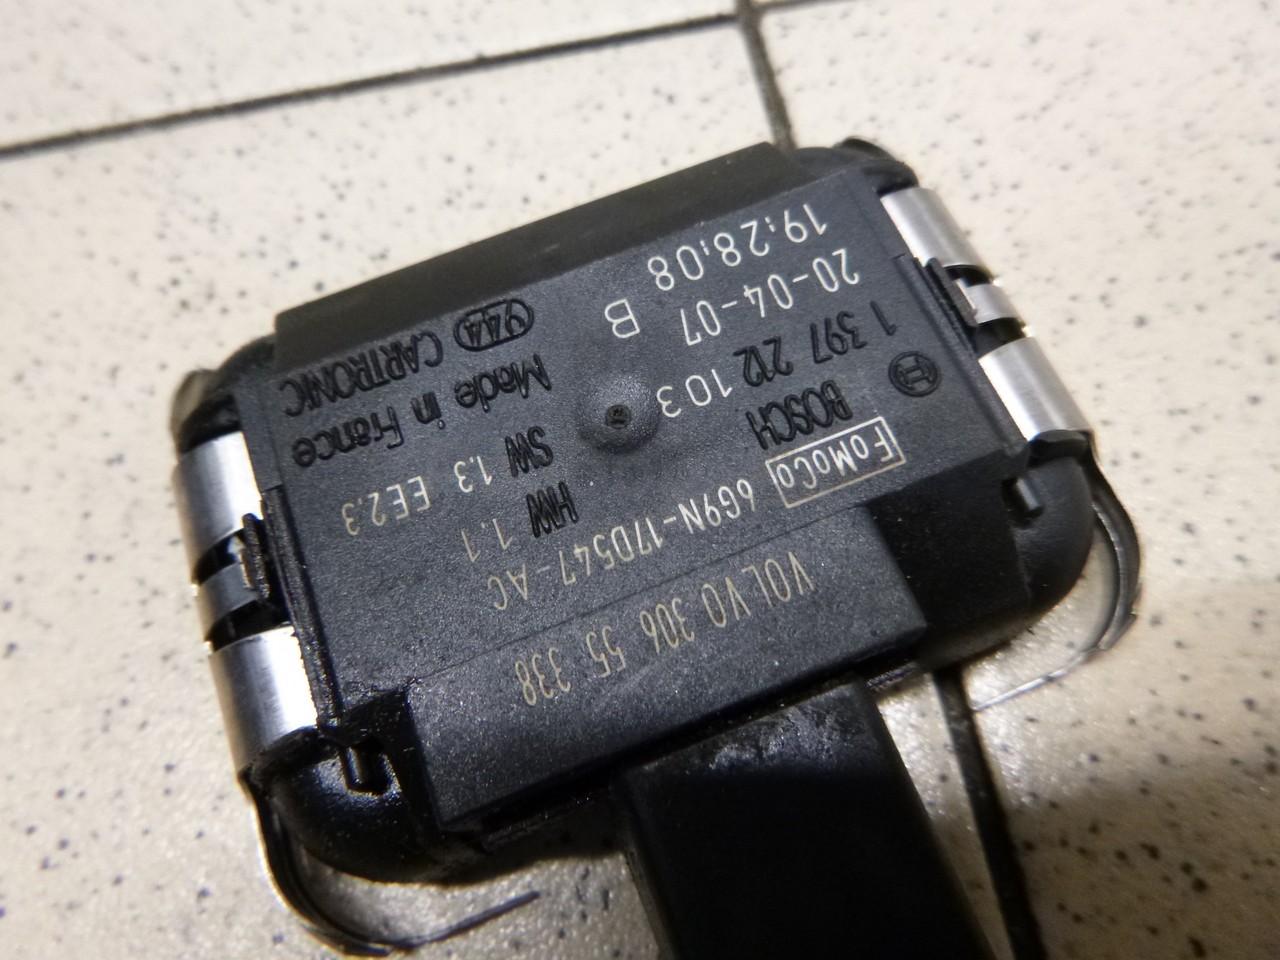 VOLVO 306 55 338
FoMoCo 6G9N-17D547-AC
BOSCH HW 1.1
1 397 212 103 SW 1.3 EE2.3
20-04-07 B Made in France
19:28:08 CARTRONIC